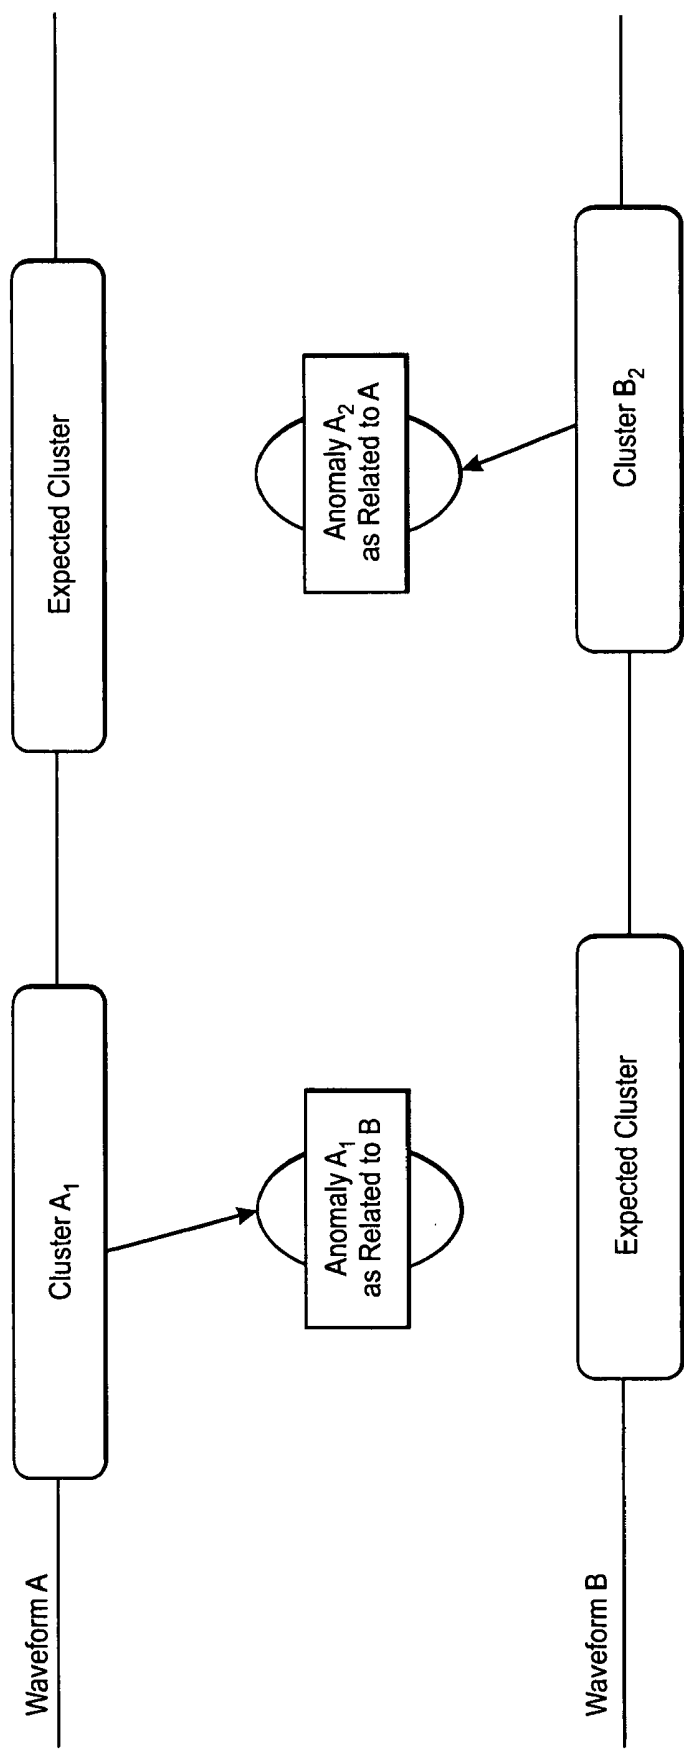 Waveform A
Cluster A₁
Expected Cluster
Anomaly A₁
as Related to B
Anomaly A₂
as Related to A
Waveform B
Expected Cluster
Cluster B₂